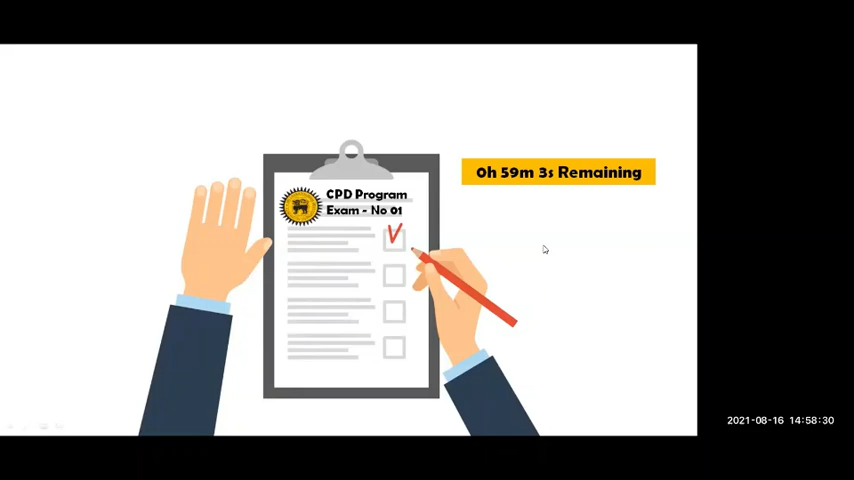 CPD Program
Exam - No 01
0h 59m 3s Remaining
2021-08-16 14:58:30